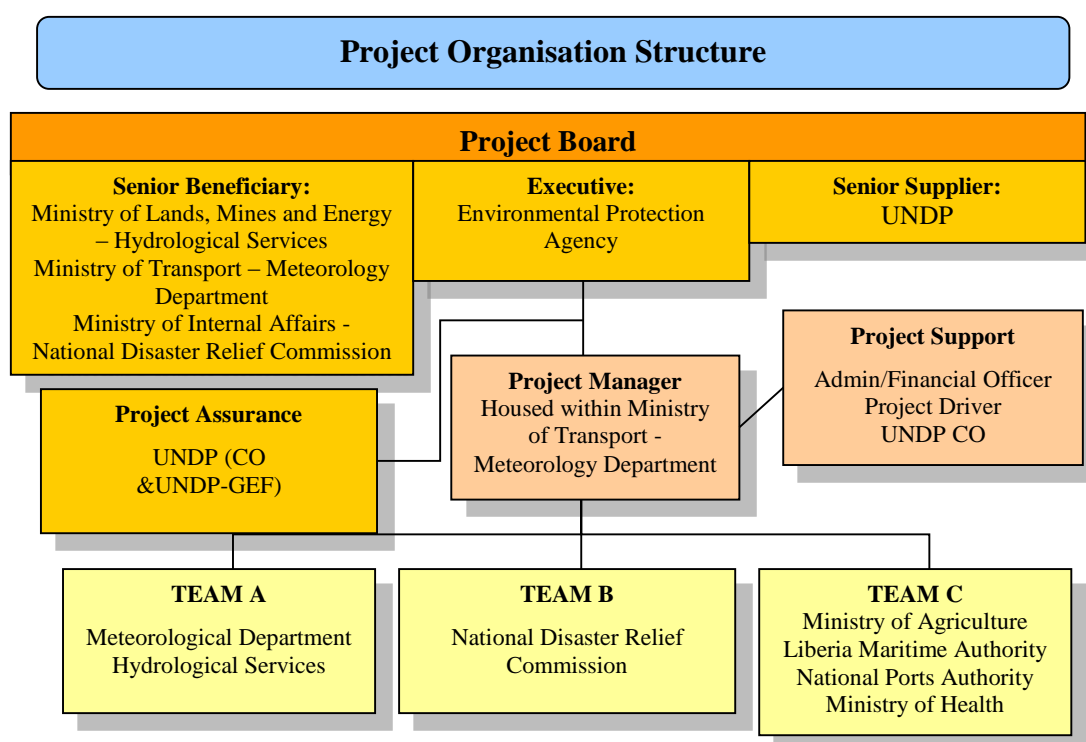 Project Organisation Structure
Project Board
Senior Beneficiary:
Ministry of Lands, Mines and Energy
– Hydrological Services
Ministry of Transport – Meteorology
Department
Ministry of Internal Affairs -
National Disaster Relief Commission
Executive:
Environmental Protection
Agency
Senior Supplier:
UNDP
Project Assurance
UNDP (CO
&UNDP-GEF)
Project Manager
Housed within Ministry
of Transport -
Meteorology Department
Project Support
Admin/Financial Officer
Project Driver
UNDP CO
TEAM A
Meteorological Department
Hydrological Services
TEAM B
National Disaster Relief
Commission
TEAM C
Ministry of Agriculture
Liberia Maritime Authority
National Ports Authority
Ministry of Health